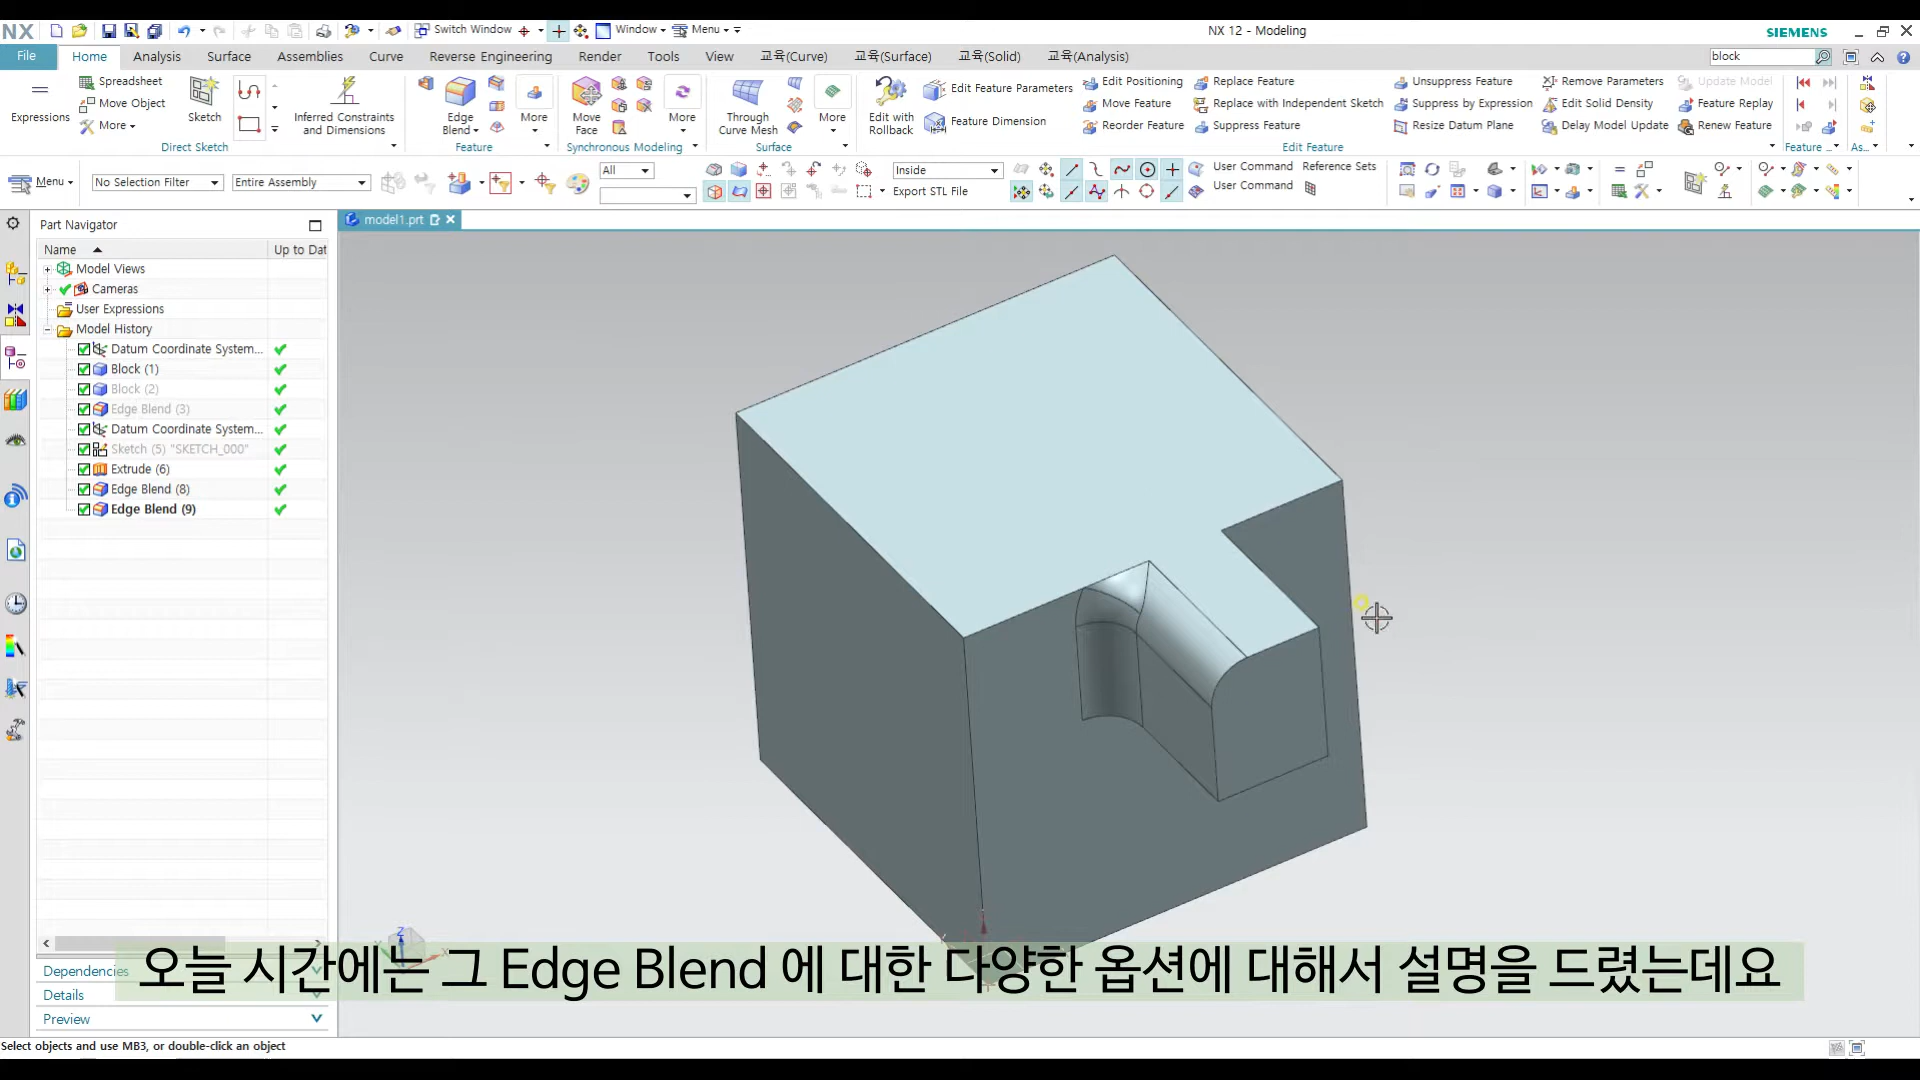 NX
Switch Window
Window
Menu
NX 12 - Modeling
SIEMENS
File
Home
Analysis
Surface
Assemblies
Curve
Reverse Engineering
Render
Tools
View
교육(Curve)
교육(Surface)
교육(Solid)
교육(Analysis)
block
Expressions
Spreadsheet
Move Object
More
Sketch
Inferred Constraints
and Dimensions
Direct Sketch
Edge
Blend
More
Feature
Move
Face
More
Synchronous Modeling
Through
Curve Mesh
More
Surface
Edit with
Rollback
Edit Feature Parameters
Feature Dimension
Edit Positioning
Move Feature
Reorder Feature
Replace Feature
Replace with Independent Sketch
Suppress Feature
Unsuppress Feature
Suppress by Expression
Resize Datum Plane
Remove Parameters
Edit Solid Density
Delay Model Update
Update Model
Feature Replay
Renew Feature
Edit Feature
Feature ...
As...
Menu
No Selection Filter
Entire Assembly
All
Inside
Export STL File
User Command
Reference Sets
User Command
Part Navigator
model1.prt
Name
Up to Dat
Model Views
Cameras
User Expressions
Model History
Datum Coordinate System...
Block (1)
Block (2)
Edge Blend (3)
Datum Coordinate System...
Sketch (5) "SKETCH_000"
Extrude (6)
Edge Blend (8)
Edge Blend (9)
Z
오늘 시간에는 그 Edge Blend 에 대한 다양한 옵션에 대해서 설명을 드렸는데요
Dependencies
Details
Preview
Select objects and use MB3, or double-click an object